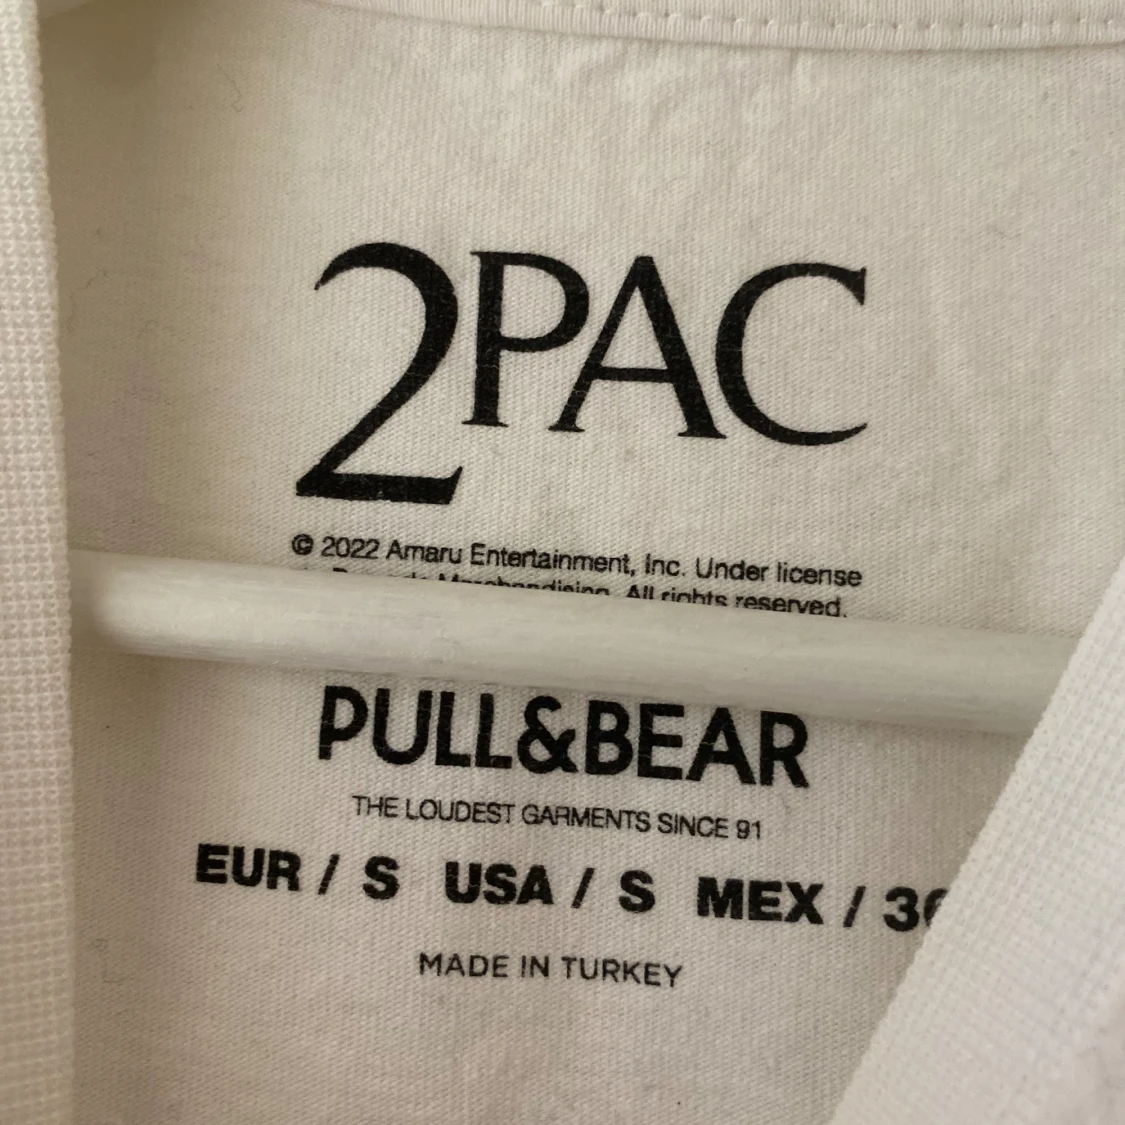 2PAC
© 2022 Amaru Entertainment, Inc. Under license
Merchandising. All rights reserved.
PULL&BEAR
THE LOUDEST GARMENTS SINCE 91
EUR / S USA / S MEX /
MADE IN TURKEY